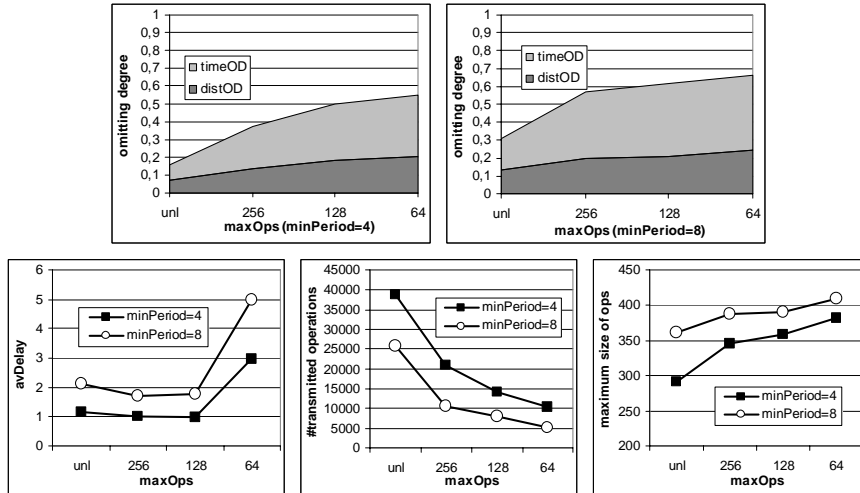 1
0,9
0,8
0,7
0,6
0,5
0,4
0,3
0,2
0,1
0
omitting degree
timeOD
distOD
unl 256 128 64
maxOps (minPeriod=4)
1
0,9
0,8
0,7
0,6
0,5
0,4
0,3
0,2
0,1
0
omitting degree
timeOD
distOD
unl 256 128 64
maxOps (minPeriod=8)
6
5
4
3
2
1
0
avDelay
minPeriod=4
minPeriod=8
unl 256 128 64
maxOps
45000
40000
35000
30000
25000
20000
15000
10000
5000
0
#transmitted operations
minPeriod=4
minPeriod=8
unl 256 128 64
maxOps
450
400
350
300
250
200
maximum size of ops
minPeriod=4
minPeriod=8
unl 256 128 64
maxOps